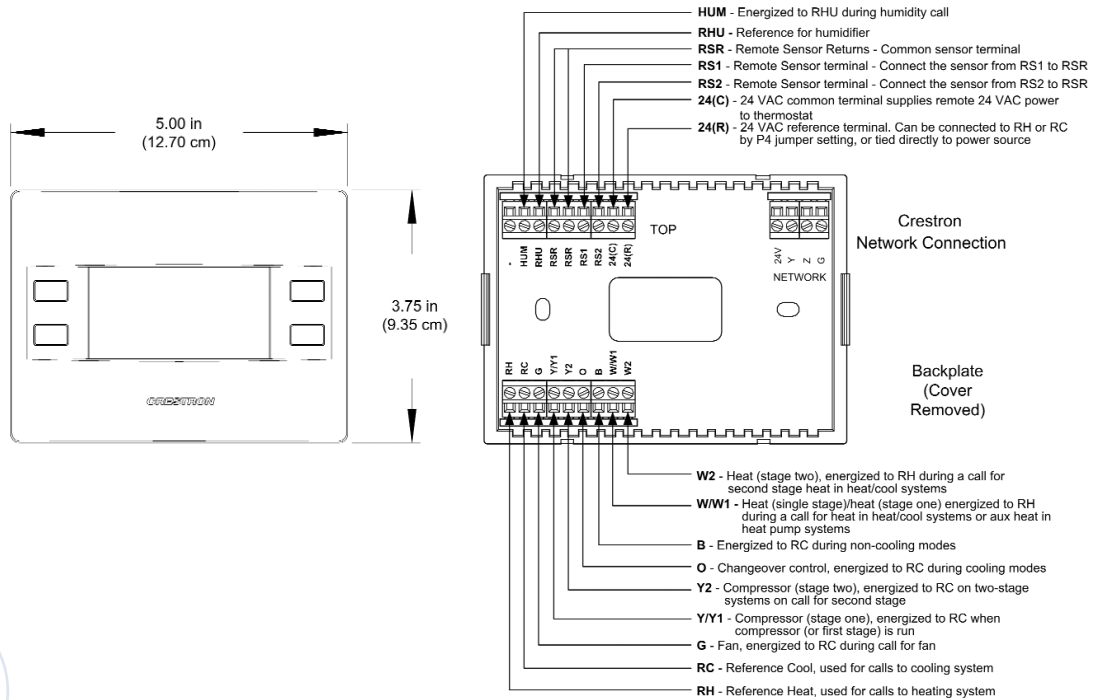 HUM - Energized to RHU during humidity call
RHU - Reference for humidifier
RSR - Remote Sensor Returns - Common sensor terminal
RS1 - Remote Sensor terminal - Connect the sensor from RS1 to RSR
RS2 - Remote Sensor terminal - Connect the sensor from RS2 to RSR
24(C) - 24 VAC common terminal supplies remote 24 VAC power
to thermostat
24(R) - 24 VAC reference terminal. Can be connected to RH or RC
by P4 jumper setting, or tied directly to power source
5.00 in
(12.70 cm)
3.75 in
(9.35 cm)
CRESTRON
TOP
-
HUM
RHU
RSR
RSR
RS1
RS2
24(C)
24(R)
24V
Y
Z
G
NETWORK
Crestron
Network Connection
RH
RC
G
Y/Y1
Y2
O
B
W/W1
W2
Backplate
(Cover
Removed)
W2 - Heat (stage two), energized to RH during a call for
second stage heat in heat/cool systems
W/W1 - Heat (single stage)/heat (stage one) energized to RH
during a call for heat in heat/cool systems or aux heat in
heat pump systems
B - Energized to RC during non-cooling modes
O - Changeover control, energized to RC during cooling modes
Y2 - Compressor (stage two), energized to RC on two-stage
systems on call for second stage
Y/Y1 - Compressor (stage one), energized to RC when
compressor (or first stage) is run
G - Fan, energized to RC during call for fan
RC - Reference Cool, used for calls to cooling system
RH - Reference Heat, used for calls to heating system